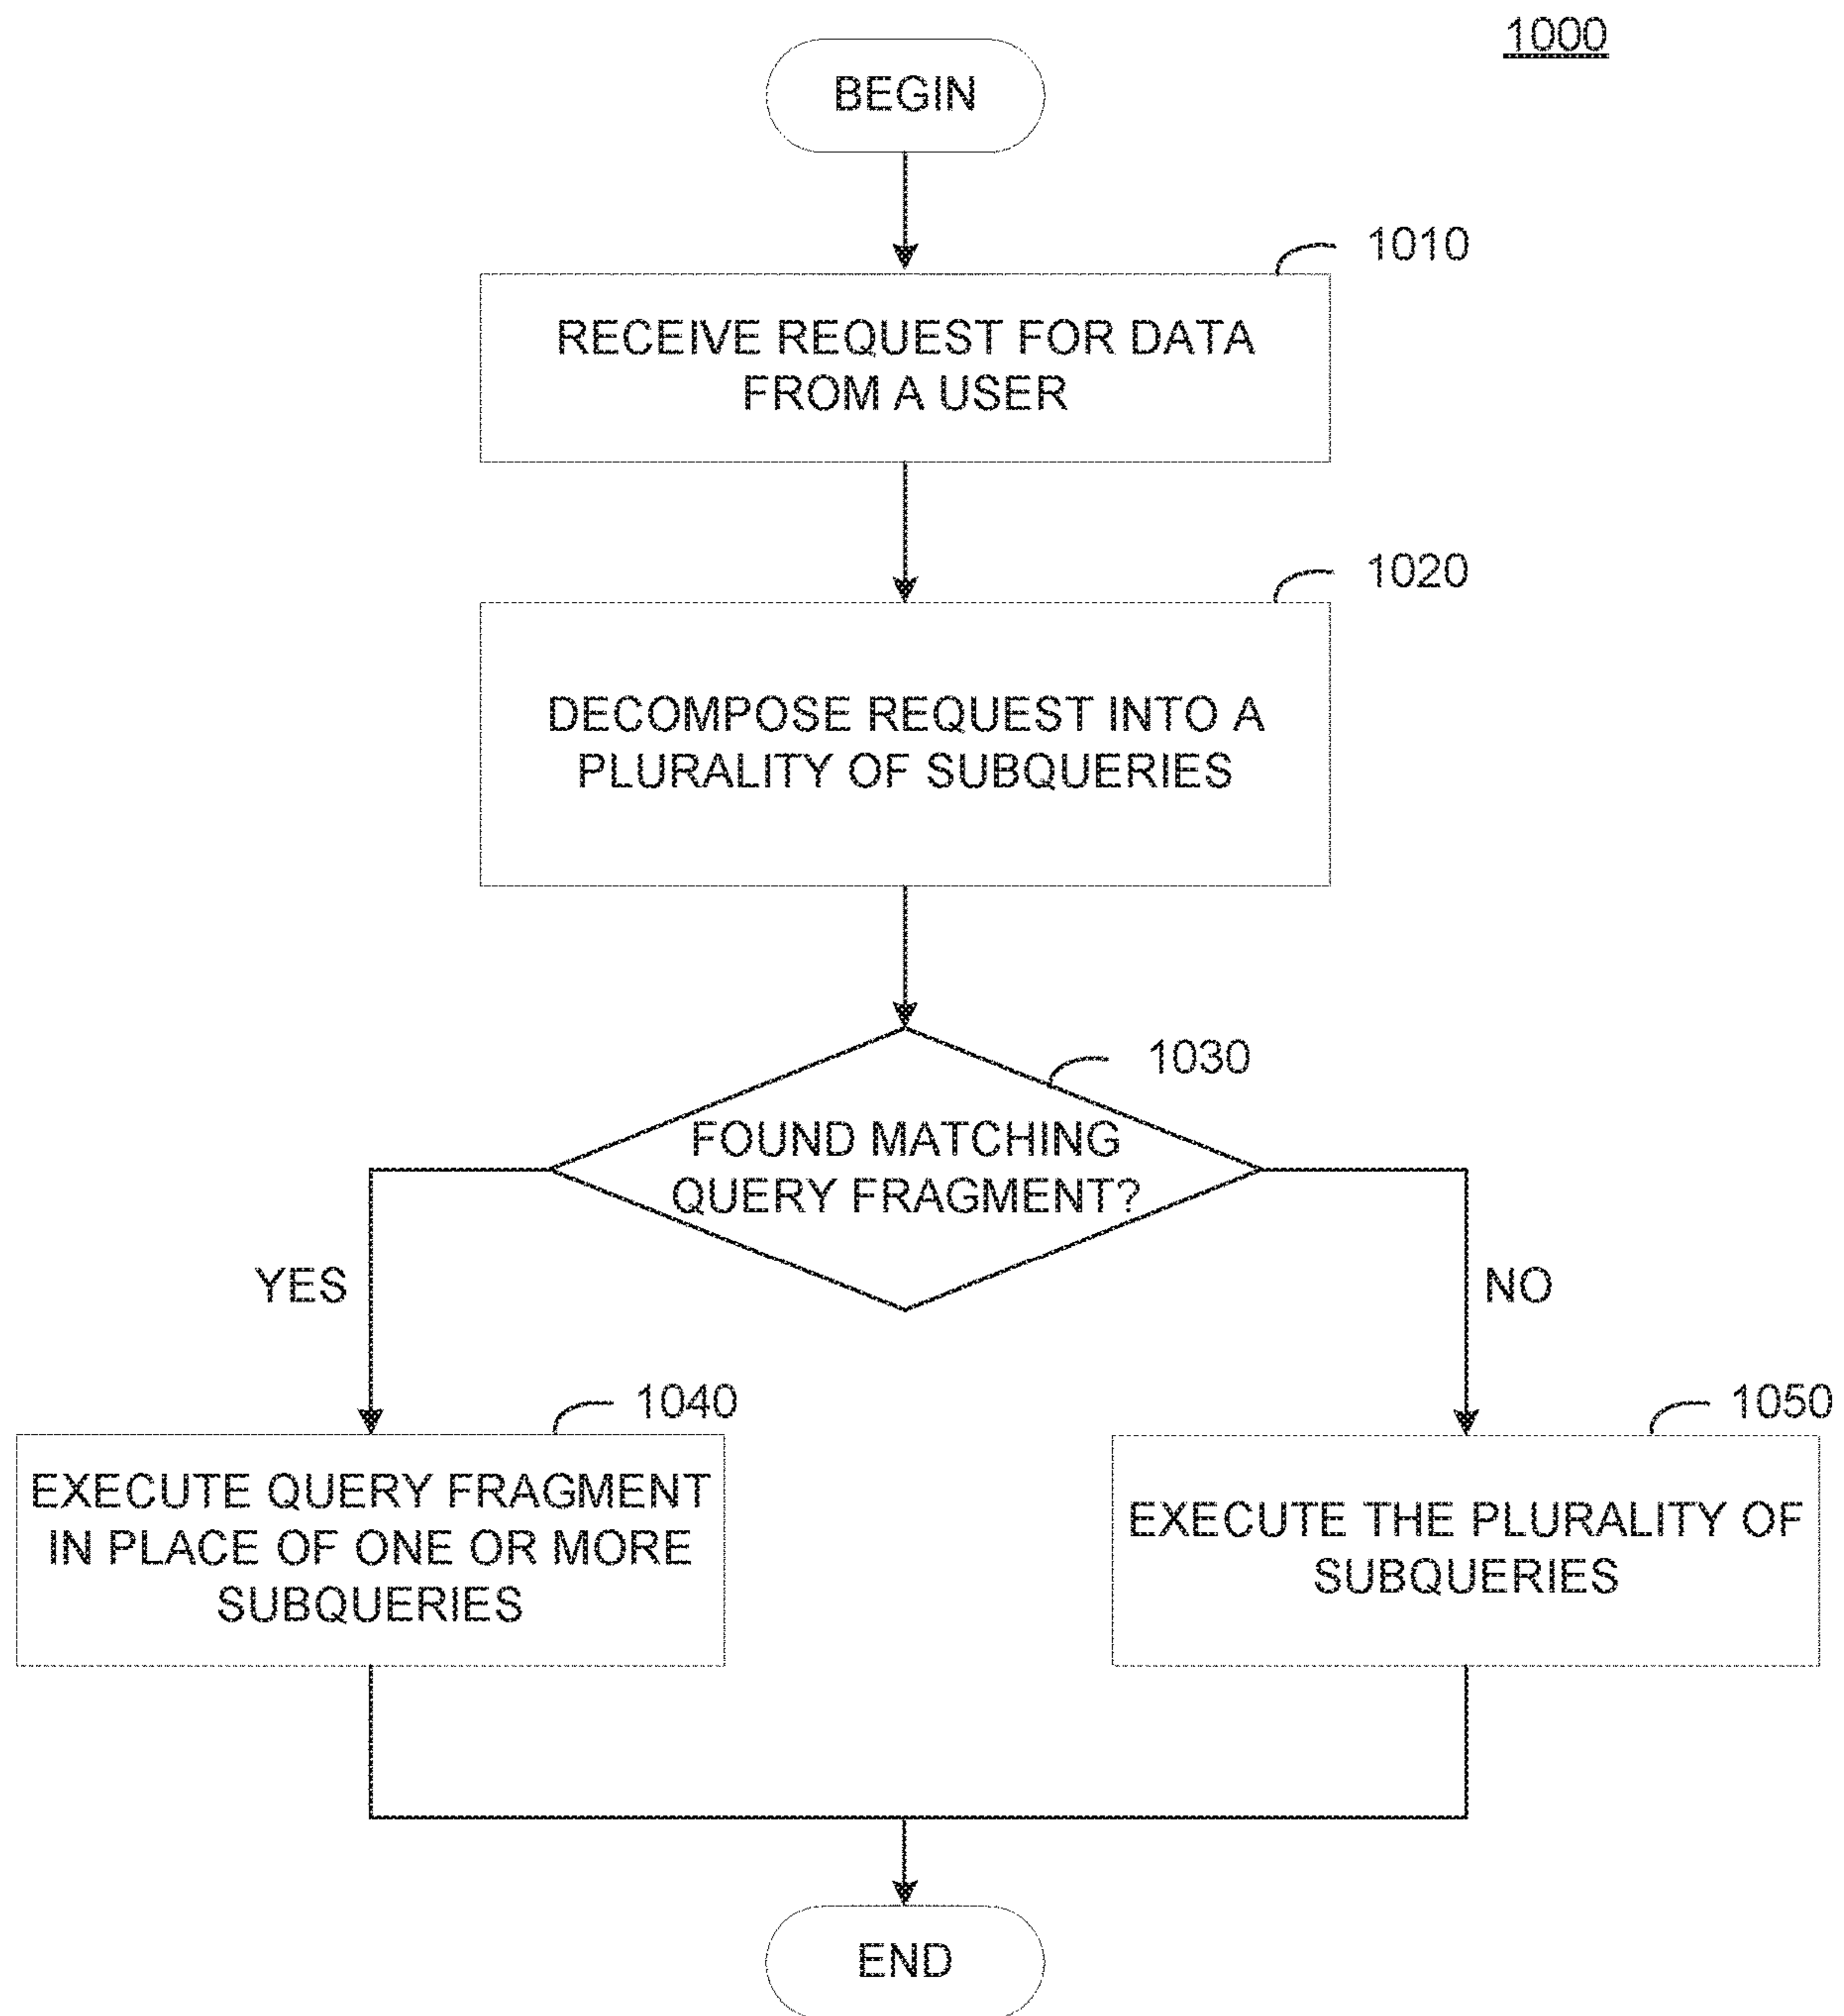 1000
BEGIN
1010
RECEIVE REQUEST FOR DATA
FROM A USER
1020
DECOMPOSE REQUEST INTO A
PLURALITY OF SUBQUERIES
1030
FOUND MATCHING
QUERY FRAGMENT?
YES
NO
1040
EXECUTE QUERY FRAGMENT
IN PLACE OF ONE OR MORE
SUBQUERIES
1050
EXECUTE THE PLURALITY OF
SUBQUERIES
END